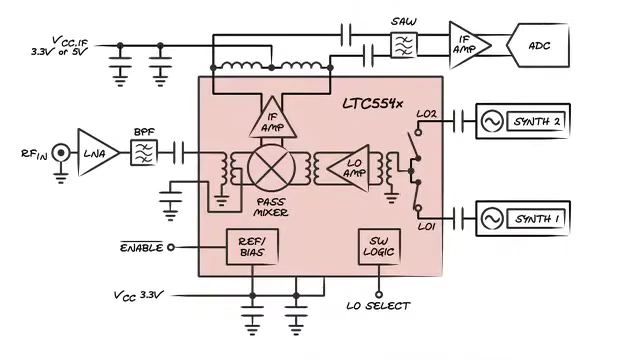 SAW
VCC.IF
3.3V or 5V
IF
AMP
ADC
LTC554x
IF
AMP
LO2
SYNTH 2
BPF
RFIN
LNA
LO
AMP
PASS
MIXER
SYNTH 1
LO1
ENABLE
REF/
BIAS
SW
LOGIC
VCC 3.3V
LO SELECT